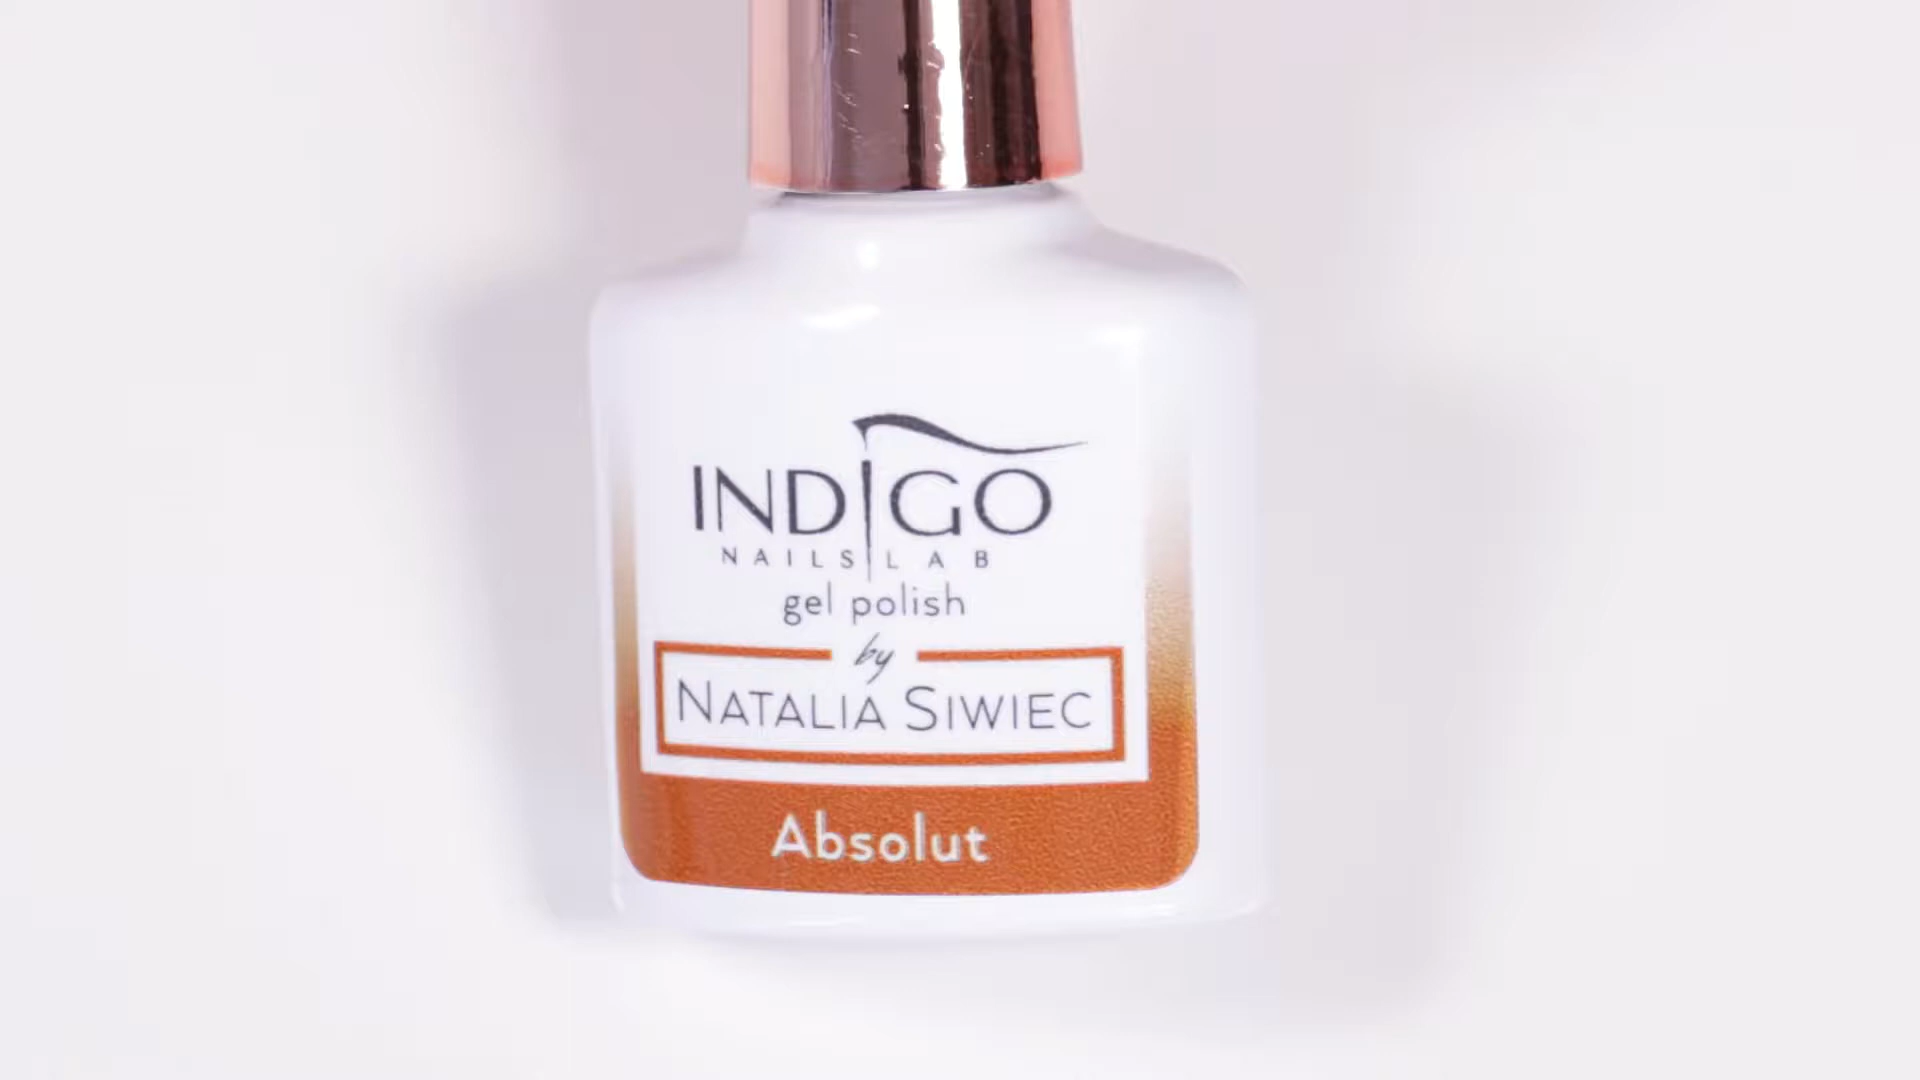 INDIGO
NAILS LAB
gel polish
by
NATALIA SIWIEC
Absolut